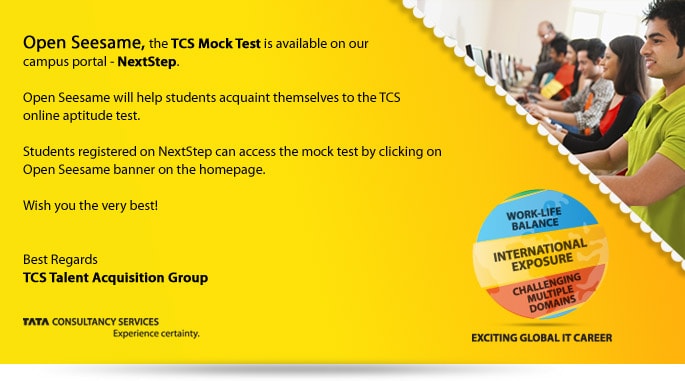 Open Seesame, the TCS Mock Test is available on our
campus portal - NextStep.
Open Seesame will help students acquaint themselves to the TCS
online aptitude test.
Students registered on NextStep can access the mock test by clicking on
Open Seesame banner on the homepage.
Wish you the very best!
Best Regards
TCS Talent Acquisition Group
TATA CONSULTANCY SERVICES
Experience certainty.
WORK-LIFE
BALANCE
INTERNATIONAL
EXPOSURE
CHALLENGING
MULTIPLE
DOMAINS
EXCITING GLOBAL IT CAREER